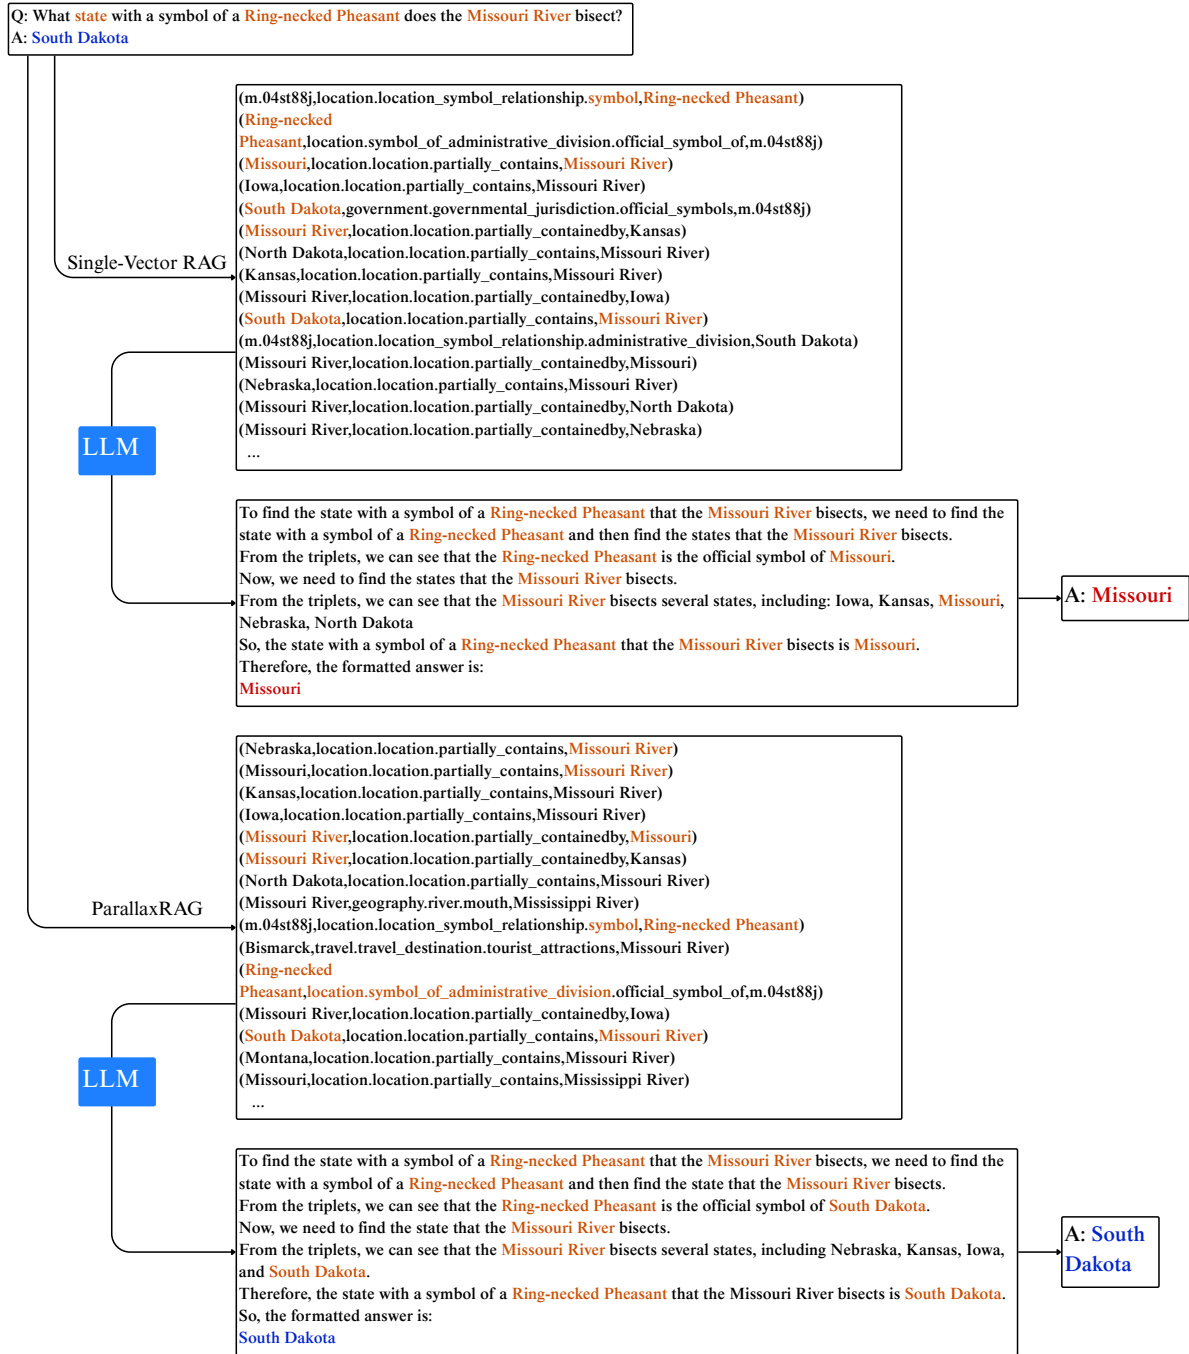 Q: What state with a symbol of a Ring-necked Pheasant does the Missouri River bisect?
A: South Dakota
(m.04st88j,location.location_symbol_relationship.symbol,Ring-necked Pheasant)
(Ring-necked
Pheasant,location.symbol_of_administrative_division.official_symbol_of,m.04st88j)
(Missouri,location.location.partially_contains,Missouri River)
(Iowa,location.location.partially_contains,Missouri River)
(South Dakota,government.governmental_jurisdiction.official_symbols,m.04st88j)
(Missouri River,location.location.partially_containedby,Kansas)
(North Dakota,location.location.partially_contains,Missouri River)
Single-Vector RAG
(Kansas,location.location.partially_contains,Missouri River)
(Missouri River,location.location.partially_containedby,Iowa)
(South Dakota,location.location.partially_contains,Missouri River)
(m.04st88j,location.location_symbol_relationship.administrative_division,South Dakota)
(Missouri River,location.location.partially_containedby,Missouri)
(Nebraska,location.location.partially_contains,Missouri River)
(Missouri River,location.location.partially_containedby,North Dakota)
(Missouri River,location.location.partially_containedby,Nebraska)
...
LLM
To find the state with a symbol of a Ring-necked Pheasant that the Missouri River bisects, we need to find the
state with a symbol of a Ring-necked Pheasant and then find the states that the Missouri River bisects.
From the triplets, we can see that the Ring-necked Pheasant is the official symbol of Missouri.
Now, we need to find the states that the Missouri River bisects.
From the triplets, we can see that the Missouri River bisects several states, including: Iowa, Kansas, Missouri,
Nebraska, North Dakota
So, the state with a symbol of a Ring-necked Pheasant that the Missouri River bisects is Missouri.
Therefore, the formatted answer is:
Missouri
A: Missouri
(Nebraska,location.location.partially_contains,Missouri River)
(Missouri,location.location.partially_contains,Missouri River)
(Kansas,location.location.partially_contains,Missouri River)
(Iowa,location.location.partially_contains,Missouri River)
(Missouri River,location.location.partially_containedby,Missouri)
(Missouri River,location.location.partially_containedby,Kansas)
(North Dakota,location.location.partially_contains,Missouri River)
(Missouri River,geography.river.mouth,Mississippi River)
ParallaxRAG
(m.04st88j,location.location_symbol_relationship.symbol,Ring-necked Pheasant)
(Bismarck,travel.travel_destination.tourist_attractions,Missouri River)
(Ring-necked
Pheasant,location.symbol_of_administrative_division.official_symbol_of,m.04st88j)
(Missouri River,location.location.partially_containedby,Iowa)
(South Dakota,location.location.partially_contains,Missouri River)
(Montana,location.location.partially_contains,Missouri River)
(Missouri,location.location.partially_contains,Mississippi River)
...
LLM
To find the state with a symbol of a Ring-necked Pheasant that the Missouri River bisects, we need to find the
state with a symbol of a Ring-necked Pheasant and then find the state that the Missouri River bisects.
From the triplets, we can see that the Ring-necked Pheasant is the official symbol of South Dakota.
Now, we need to find the state that the Missouri River bisects.
From the triplets, we can see that the Missouri River bisects several states, including Nebraska, Kansas, Iowa,
and South Dakota.
Therefore, the state with a symbol of a Ring-necked Pheasant that the Missouri River bisects is South Dakota.
So, the formatted answer is:
South Dakota
A: South
Dakota